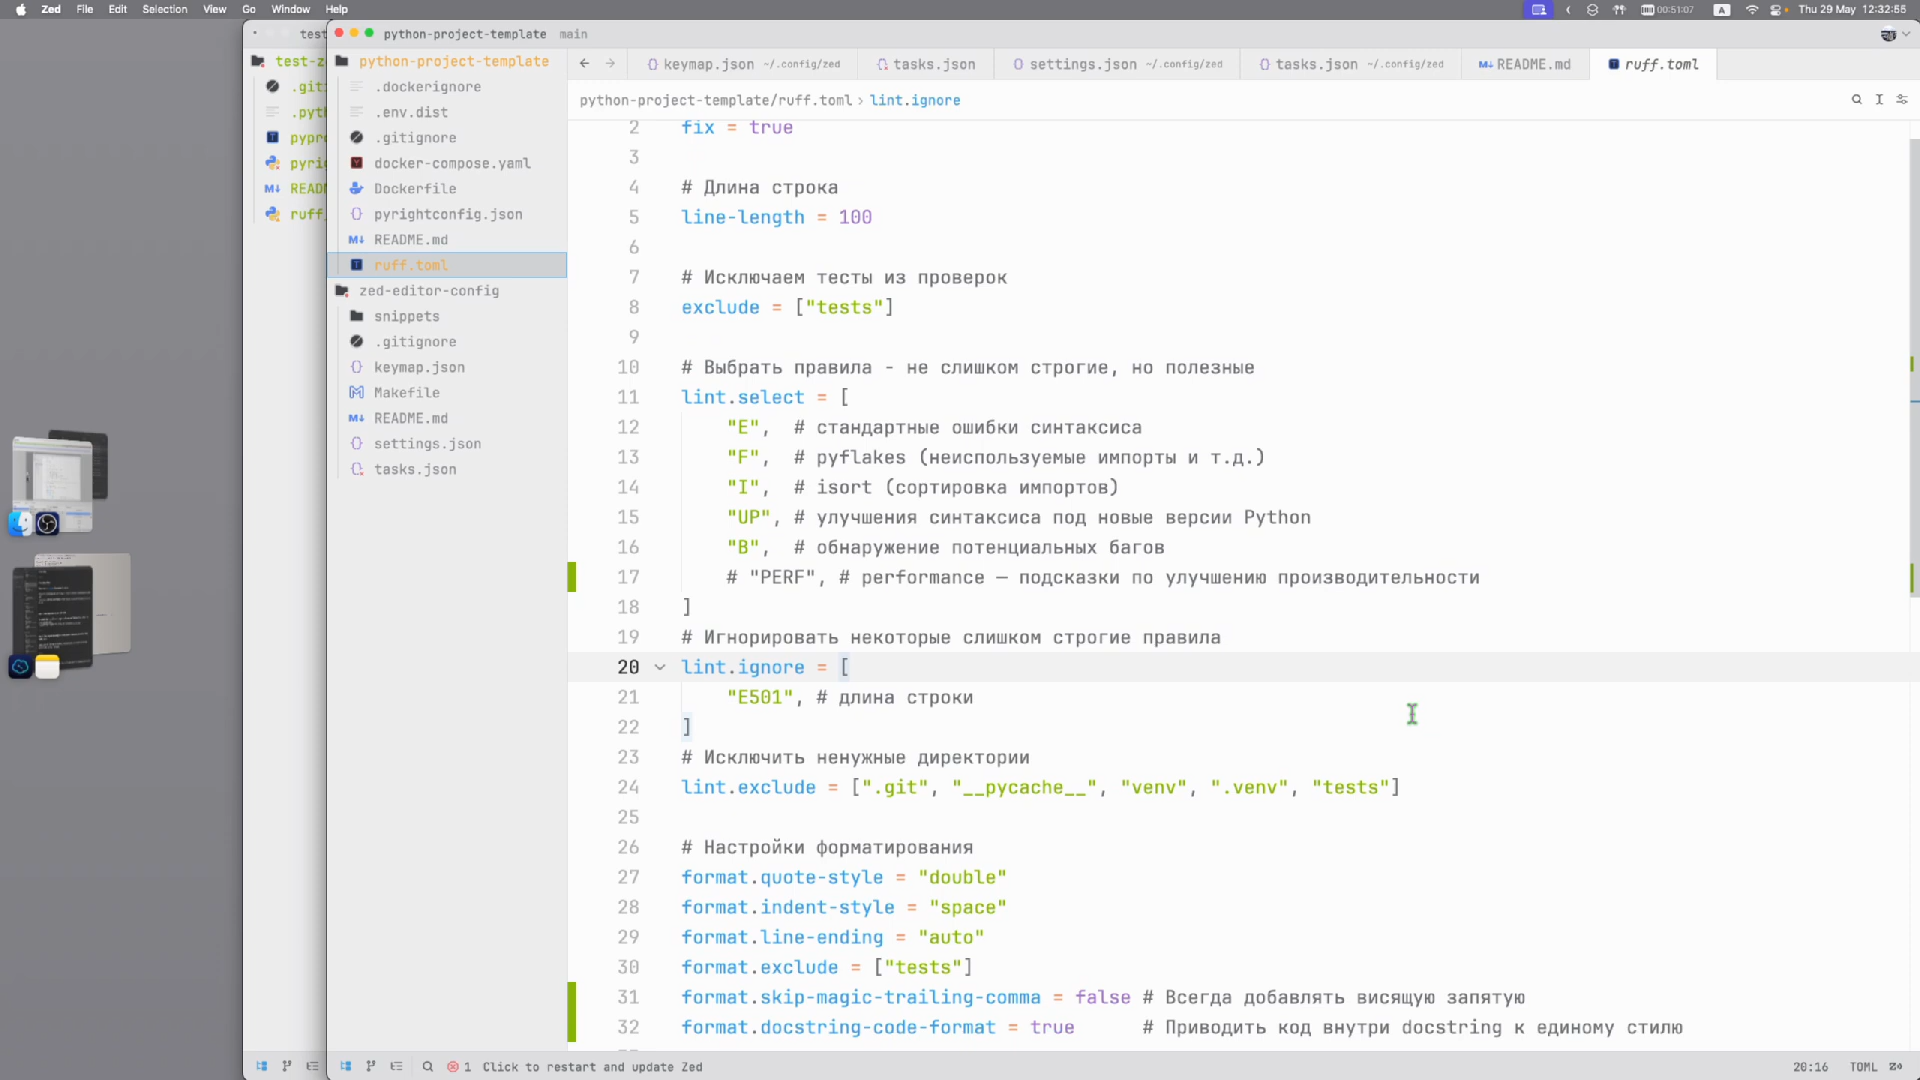 Zed File Edit Selection View Go Window Help
00:51:07 A Thu 29 May 12:32:55
test-z
.giti
.pyth
pypro
pyrig
READM
ruff.
python-project-template main
python-project-template
.dockerignore
.env.dist
.gitignore
docker-compose.yaml
Dockerfile
pyrightconfig.json
README.md
ruff.toml
zed-editor-config
snippets
.gitignore
keymap.json
Makefile
README.md
settings.json
tasks.json
keymap.json ~/.config/zed tasks.json settings.json ~/.config/zed tasks.json ~/.config/zed README.md ruff.toml
python-project-template/ruff.toml › lint.ignore
2 fix = true
3
4 # Длина строка
5 line-length = 100
6
7 # Исключаем тесты из проверок
8 exclude = ["tests"]
9
10 # Выбрать правила - не слишком строгие, но полезные
11 lint.select = [
12 "E", # стандартные ошибки синтаксиса
13 "F", # pyflakes (неиспользуемые импорты и т.д.)
14 "I", # isort (сортировка импортов)
15 "UP", # улучшения синтаксиса под новые версии Python
16 "B", # обнаружение потенциальных багов
17 # "PERF", # performance — подсказки по улучшению производительности
18 ]
19 # Игнорировать некоторые слишком строгие правила
20 lint.ignore = [
21 "E501", # длина строки
22 ]
23 # Исключить ненужные директории
24 lint.exclude = [".git", "__pycache__", "venv", ".venv", "tests"]
25
26 # Настройки форматирования
27 format.quote-style = "double"
28 format.indent-style = "space"
29 format.line-ending = "auto"
30 format.exclude = ["tests"]
31 format.skip-magic-trailing-comma = false # Всегда добавлять висящую запятую
32 format.docstring-code-format = true # Приводить код внутри docstring к единому стилю
1 Click to restart and update Zed 20:16 TOML